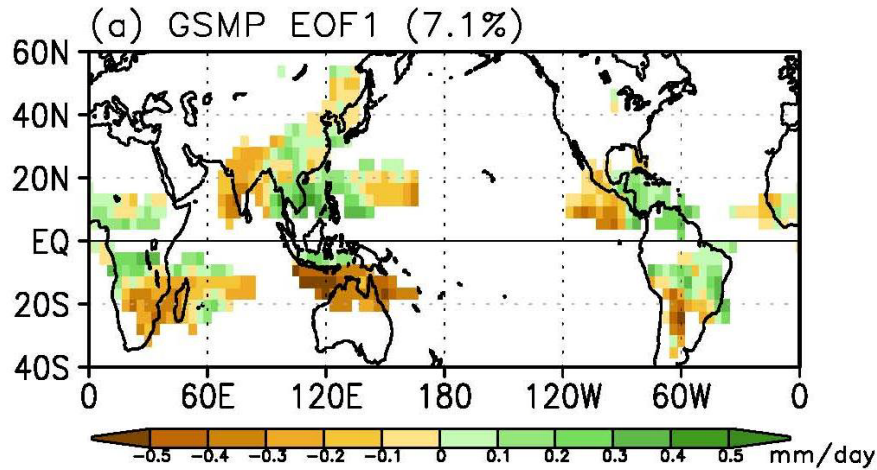 (a) GSMP EOF1 (7.1%)
60N
40N
20N
EQ
20S
40S
0 60E 120E 180 120W 60W 0
-0.5 -0.4 -0.3 -0.2 -0.1 0 0.1 0.2 0.3 0.4 0.5 mm/day